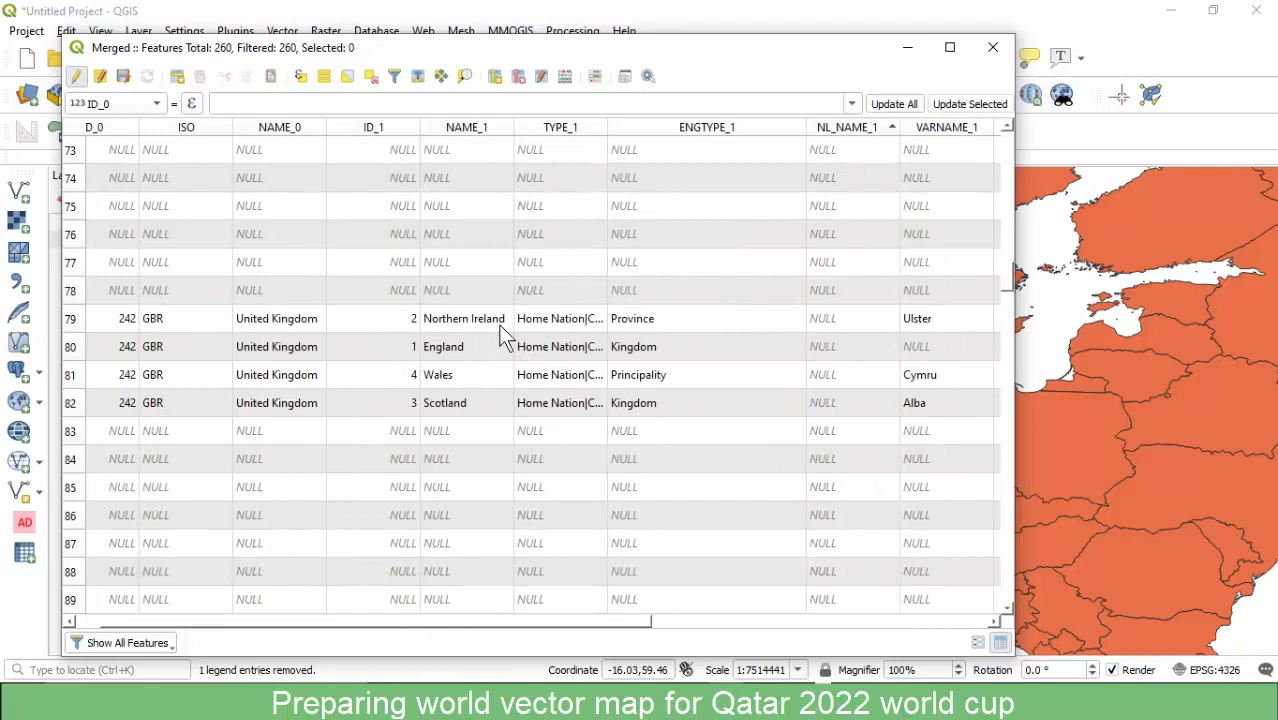 *Untitled Project - QGIS
Project Edit View Layer Settings Plugins Vector Raster Database Web Mesh MMQGIS Processing Help
Merged :: Features Total: 260, Filtered: 260, Selected: 0
123 ID_0 = ε Update All Update Selected
D_0 ISO NAME_0 ID_1 NAME_1 TYPE_1 ENGTYPE_1 NL_NAME_1 VARNAME_1
73 NULL NULL NULL NULL NULL NULL NULL NULL NULL
74 NULL NULL NULL NULL NULL NULL NULL NULL NULL
75 NULL NULL NULL NULL NULL NULL NULL NULL NULL
76 NULL NULL NULL NULL NULL NULL NULL NULL NULL
77 NULL NULL NULL NULL NULL NULL NULL NULL NULL
78 NULL NULL NULL NULL NULL NULL NULL NULL NULL
79 242 GBR United Kingdom 2 Northern Ireland Home Nation|C... Province NULL Ulster
80 242 GBR United Kingdom 1 England Home Nation|C... Kingdom NULL NULL
81 242 GBR United Kingdom 4 Wales Home Nation|C... Principality NULL Cymru
82 242 GBR United Kingdom 3 Scotland Home Nation|C... Kingdom NULL Alba
83 NULL NULL NULL NULL NULL NULL NULL NULL NULL
84 NULL NULL NULL NULL NULL NULL NULL NULL NULL
85 NULL NULL NULL NULL NULL NULL NULL NULL NULL
86 NULL NULL NULL NULL NULL NULL NULL NULL NULL
87 NULL NULL NULL NULL NULL NULL NULL NULL NULL
88 NULL NULL NULL NULL NULL NULL NULL NULL NULL
89 NULL NULL NULL NULL NULL NULL NULL NULL NULL
AD
Show All Features
Type to locate (Ctrl+K) 1 legend entries removed. Coordinate -16.03,59.46 Scale 1:7514441 Magnifier 100% Rotation 0.0 ° Render EPSG:4326
Preparing world vector map for Qatar 2022 world cup